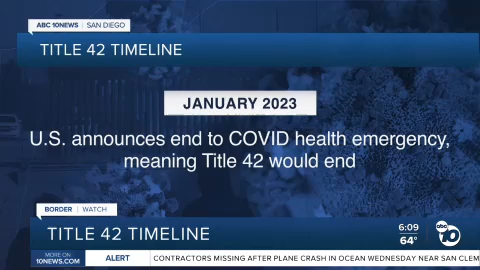 ABC 10NEWS | SAN DIEGO
TITLE 42 TIMELINE
JANUARY 2023
U.S. announces end to COVID health emergency,
meaning Title 42 would end
BORDER | WATCH
TITLE 42 TIMELINE
6:09
64°
abc 10
MORE ON
10NEWS.COM
ALERT
CONTRACTORS MISSING AFTER PLANE CRASH IN OCEAN WEDNESDAY NEAR SAN CLEM